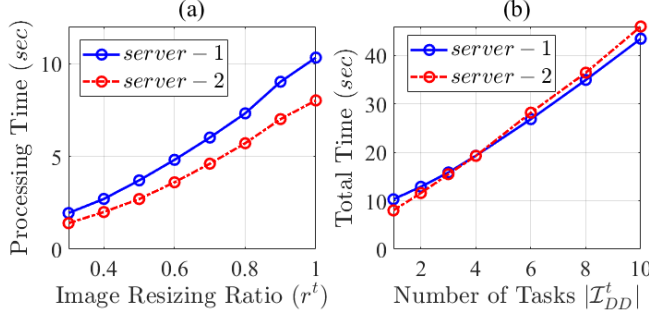 (a)
Processing Time (sec)
10
5
0
server-1
server-2
0.4 0.6 0.8 1
Image Resizing Ratio (r^t)
(b)
Total Time (sec)
40
30
20
10
0
server-1
server-2
2 4 6 8 10
Number of Tasks |ℐ^t_DD|